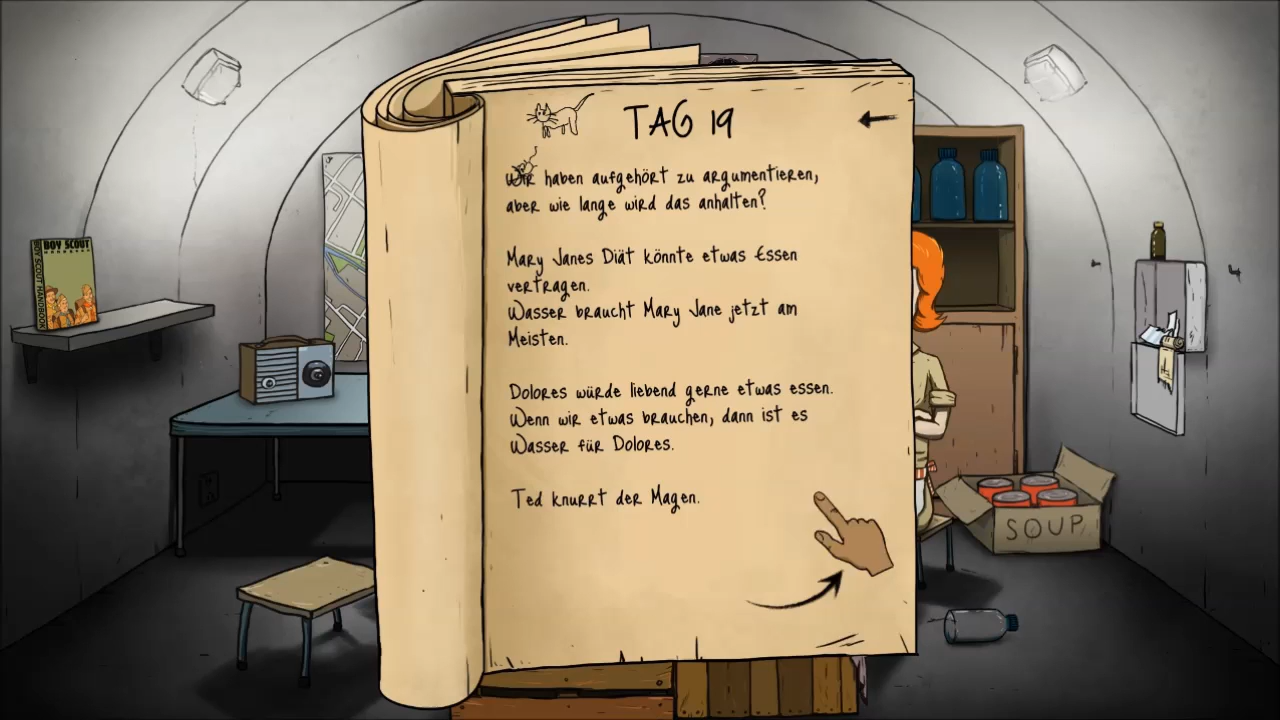 TAG 19
Wir haben aufgehört zu argumentieren,
aber wie lange wird das anhalten?
Mary Janes Diät könnte etwas Essen
vertragen.
Wasser braucht Mary Jane jetzt am
Meisten.
Dolores würde liebend gerne etwas essen.
Wenn wir etwas brauchen, dann ist es
Wasser für Dolores.
Ted knurrt der Magen.
BOY SCOUT
HANDBOOK
BOY SCOUT HANDBOOK
SOUP